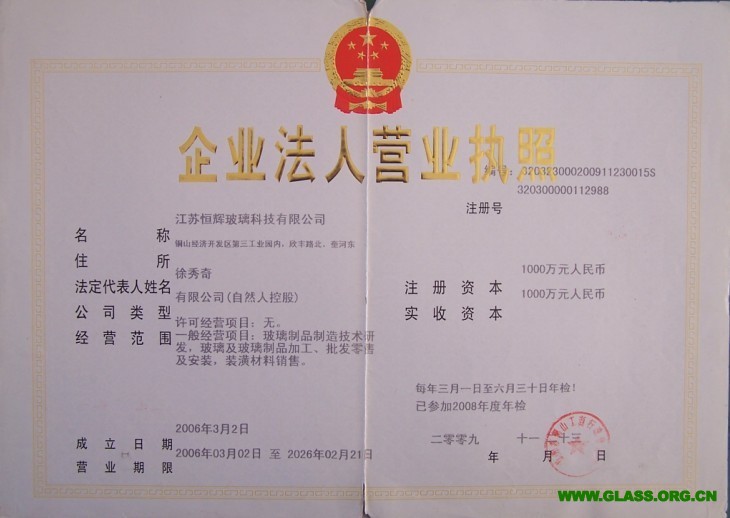 企业法人营业执照
编号: 320323000200911230015S
注册号 320300000112988
名称 江苏恒辉玻璃科技有限公司
住所 铜山经济开发区第三工业园内，欣丰路北，奎河东
法定代表人姓名 徐秀奇
公司类型 有限公司(自然人控股)
经营范围 许可经营项目: 无。
一般经营项目: 玻璃制品制造技术研
发，玻璃及玻璃制品加工、批发零售
及安装，装潢材料销售。
注册资本 1000万元人民币
实收资本 1000万元人民币
每年三月一日至六月三十日年检!
已参加2008年度年检
成立日期 2006年3月2日
营业期限 2006年03月02日 至 2026年02月21日
二零零九 年 十一 月 十三 日
WWW.GLASS.ORG.CN